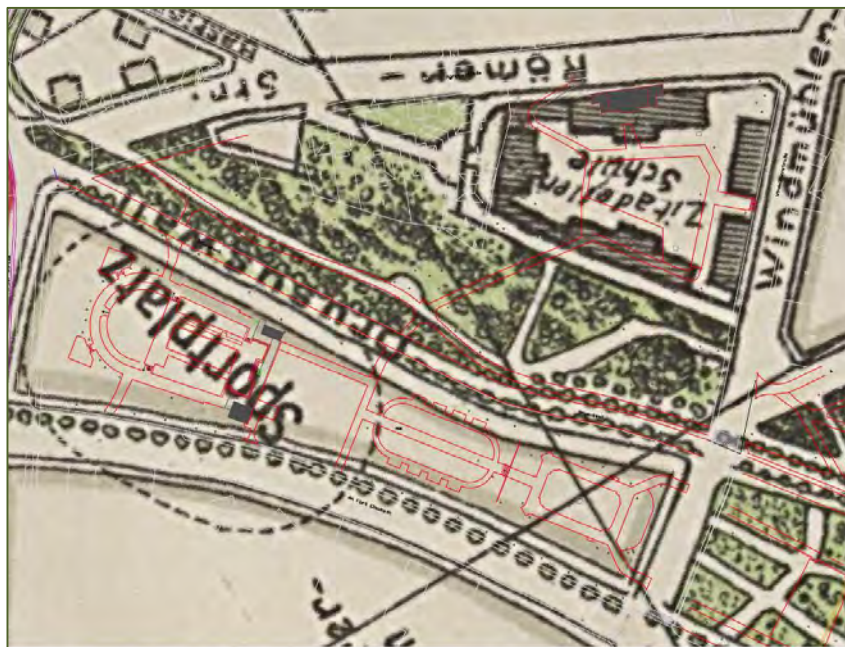 Str.
Römer-
Windmühlen-
Zitadellen
Schule
Drususwall
Sportplatz